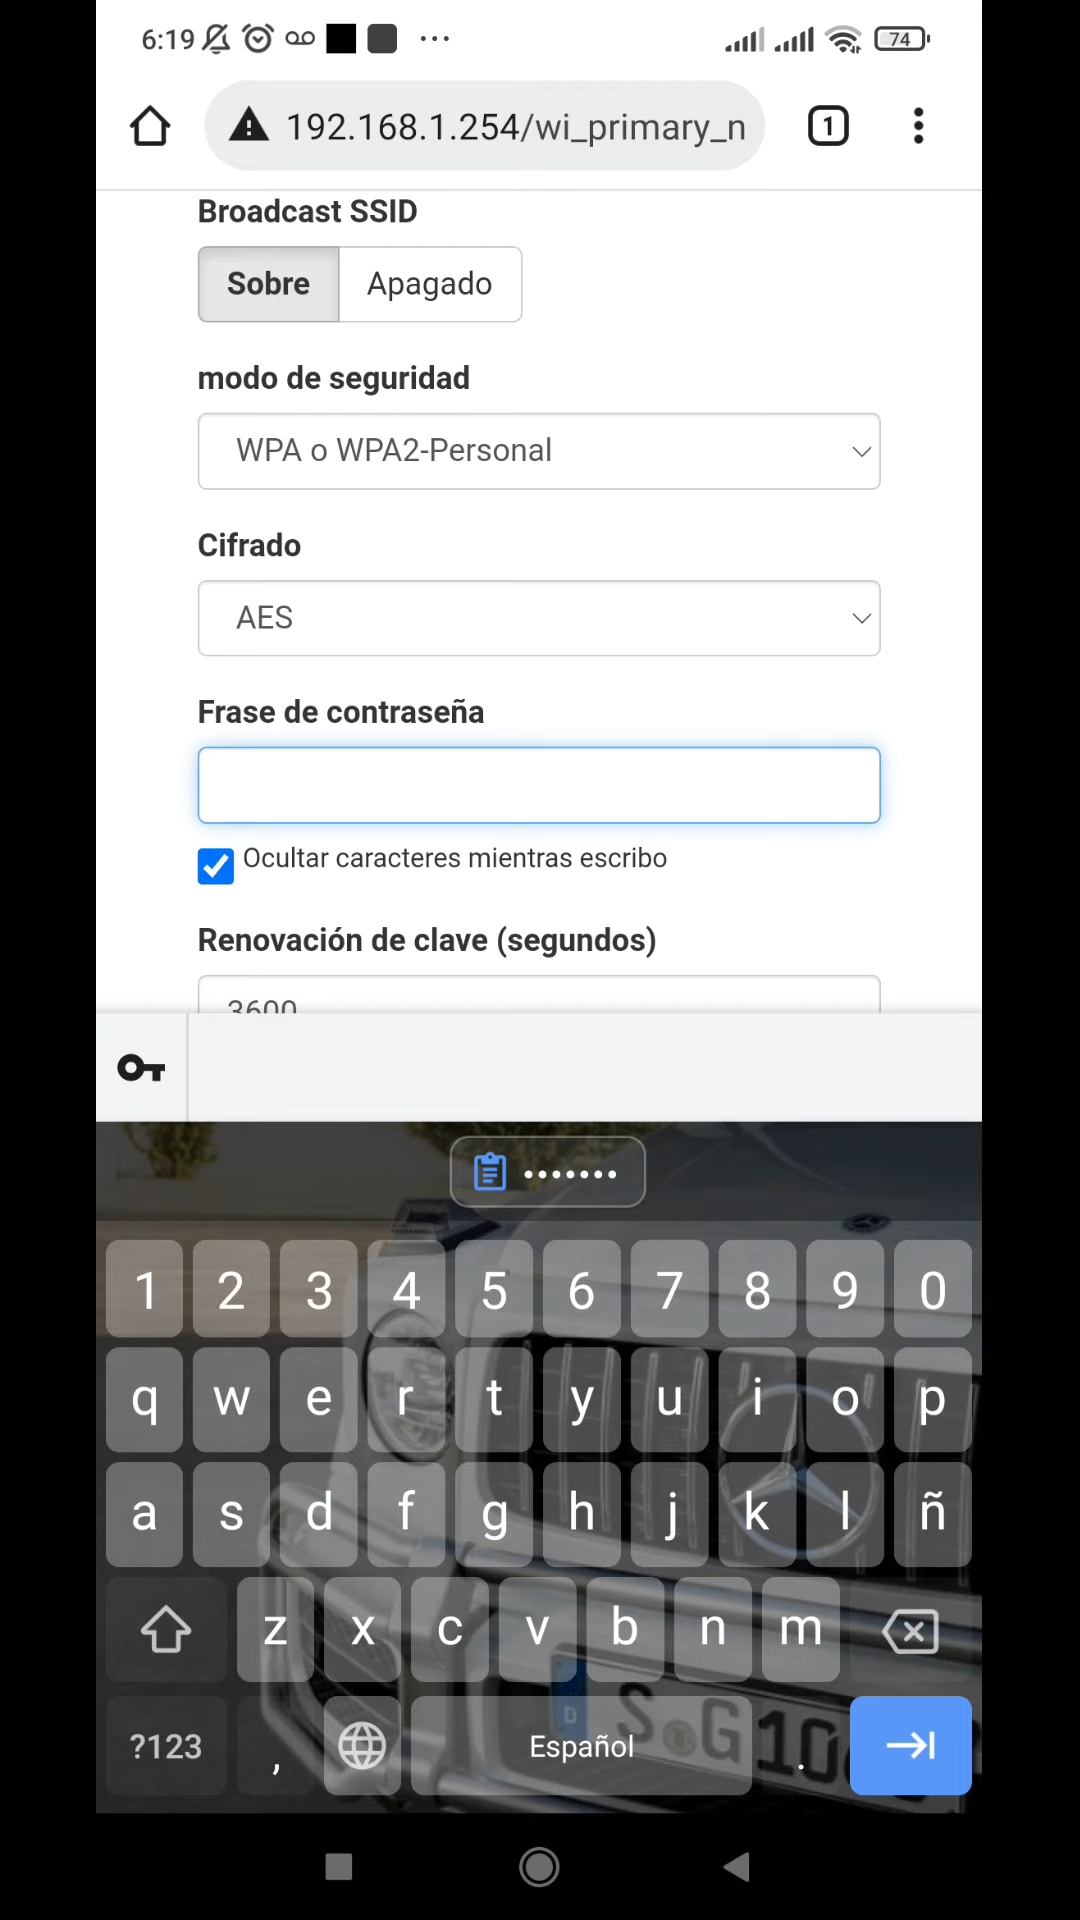 6:19 74
192.168.1.254/wi_primary_n 1
Broadcast SSID
Sobre Apagado
modo de seguridad
WPA o WPA2-Personal
Cifrado
AES
Frase de contraseña
Ocultar caracteres mientras escribo
Renovación de clave (segundos)
3600
•••••••
1 2 3 4 5 6 7 8 9 0
q w e r t y u i o p
a s d f g h j k l ñ
z x c v b n m
?123 , Español .
D S G 10